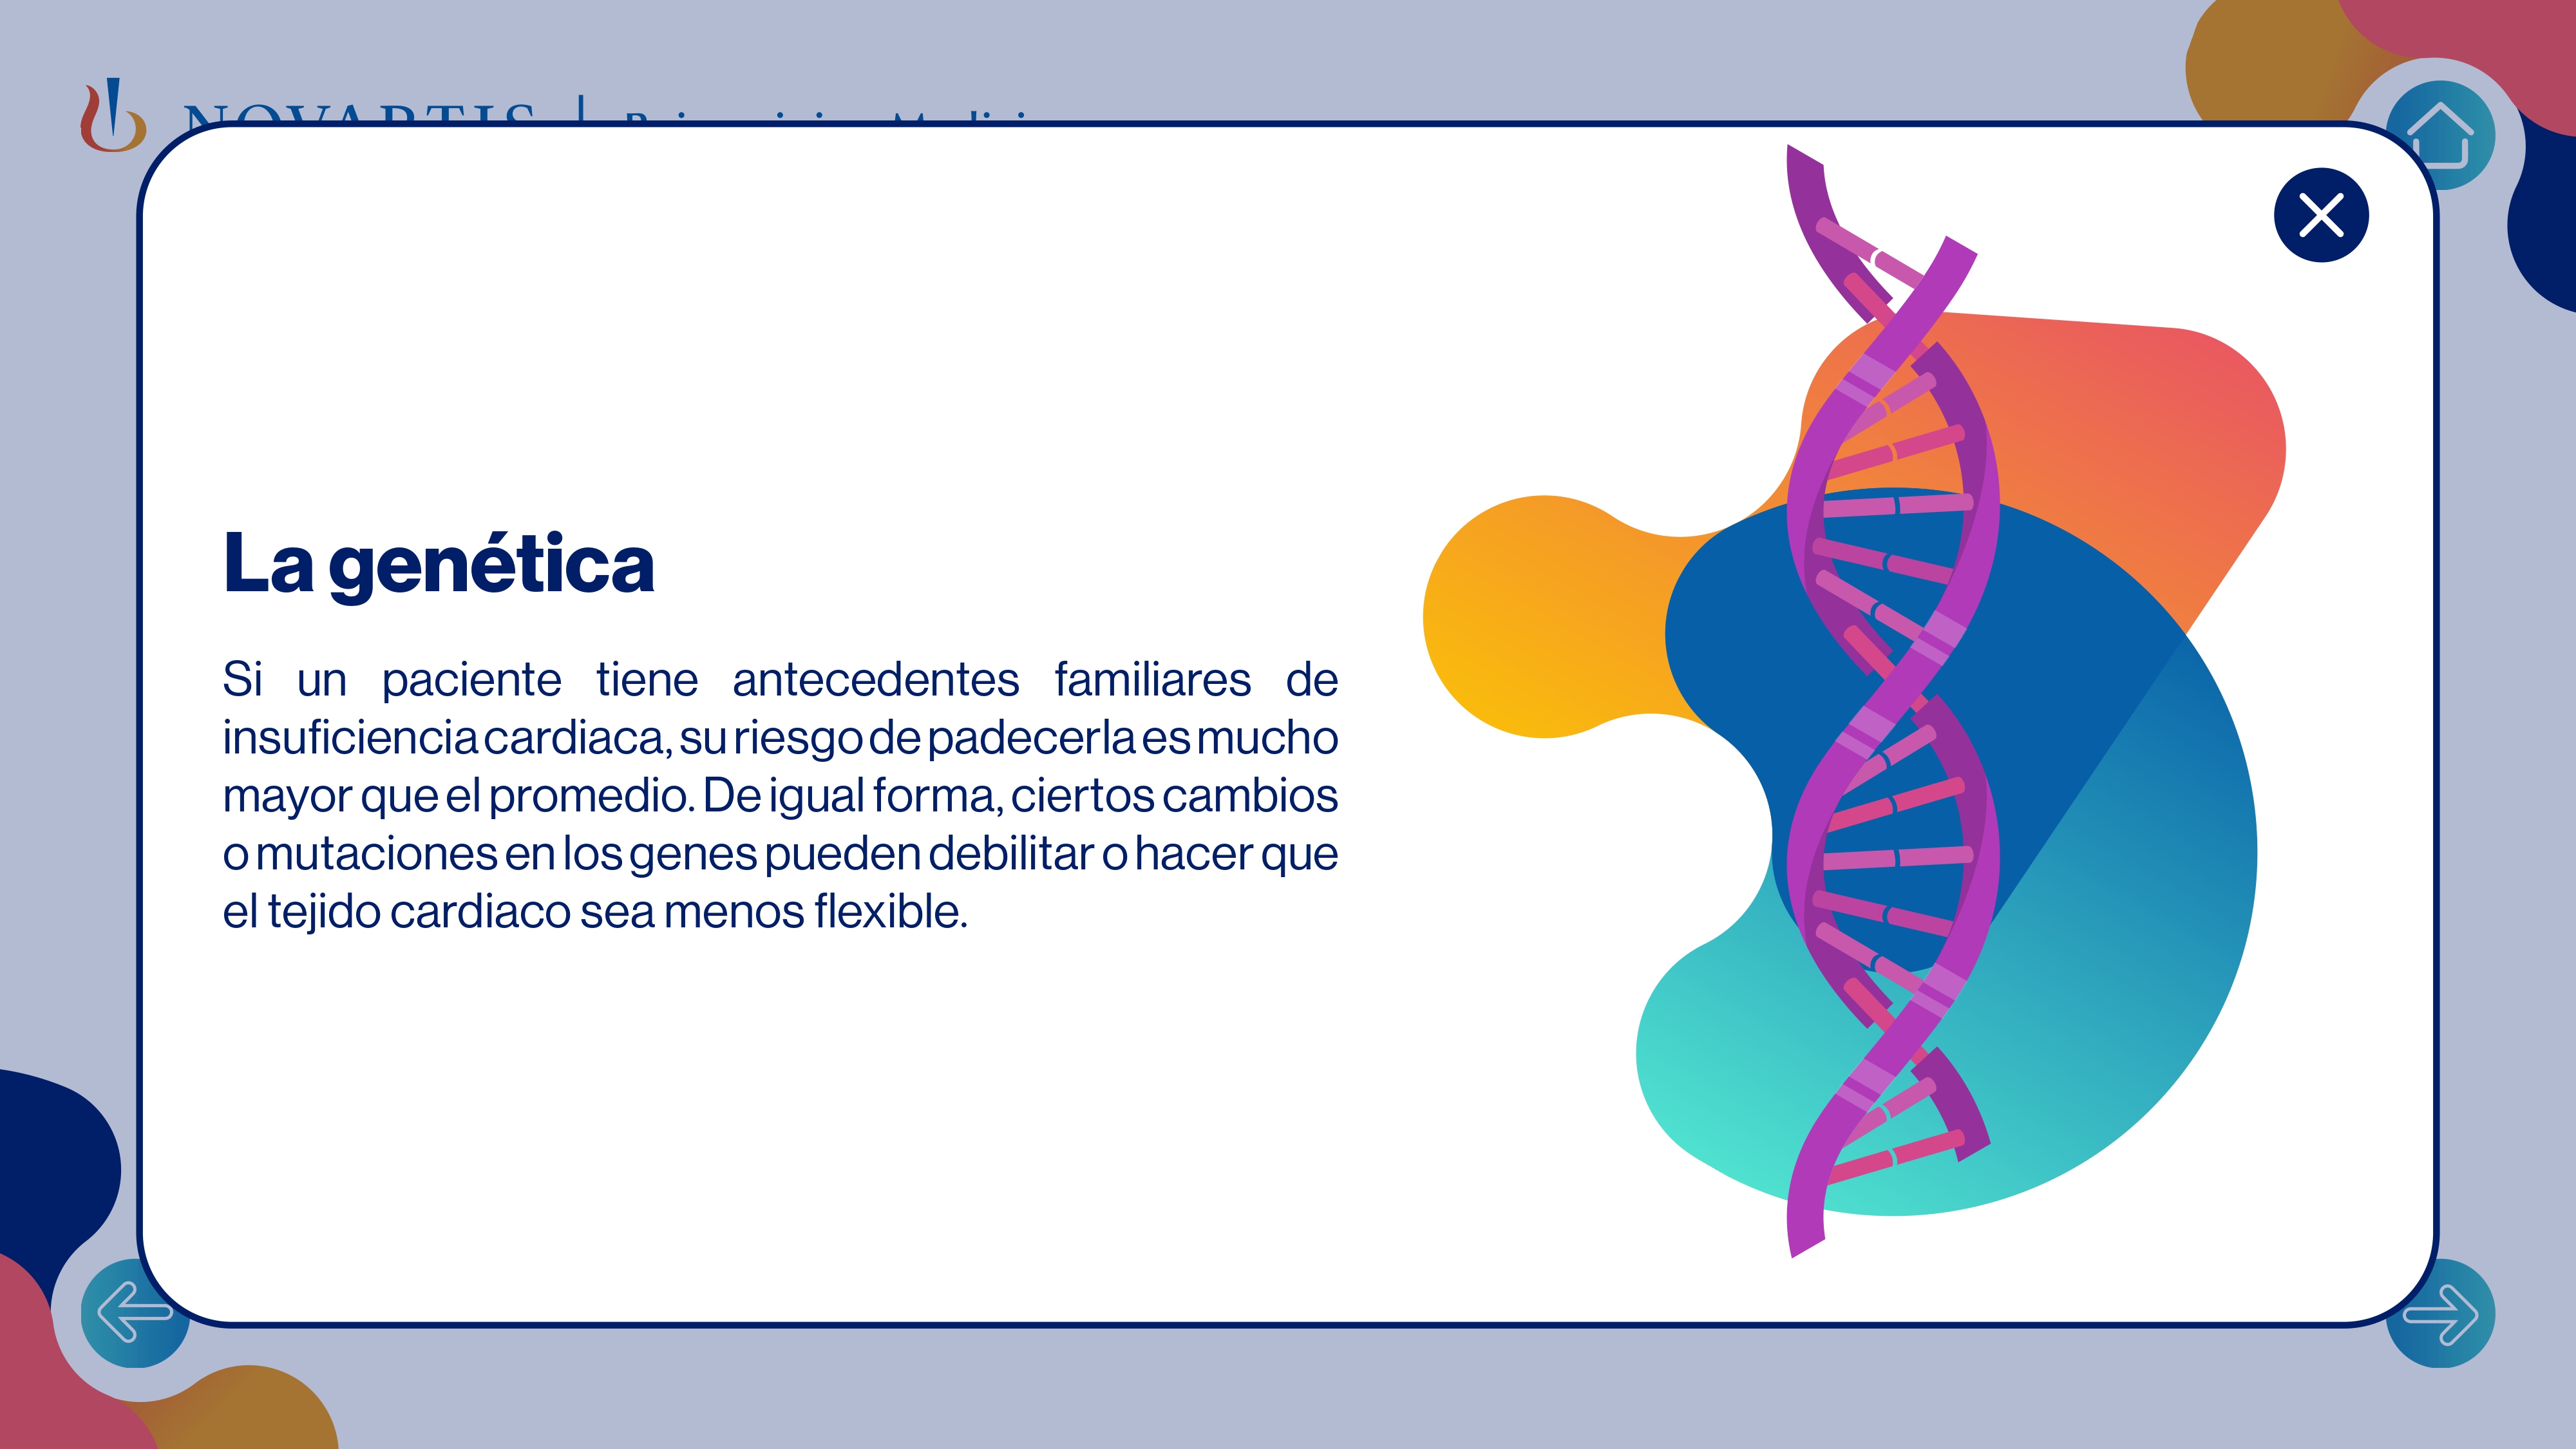 NOVARTIS
La genética
Si un paciente tiene antecedentes familiares de
insuficiencia cardiaca, su riesgo de padecerla es mucho
mayor que el promedio. De igual forma, ciertos cambios
o mutaciones en los genes pueden debilitar o hacer que
el tejido cardiaco sea menos flexible.